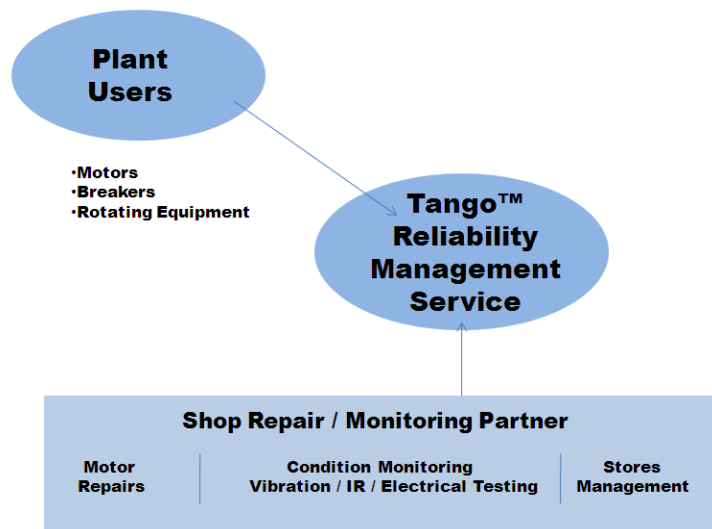 Plant
Users
•Motors
•Breakers
•Rotating Equipment
Tango™
Reliability
Management
Service
Shop Repair / Monitoring Partner
Motor
Repairs
Condition Monitoring
Vibration / IR / Electrical Testing
Stores
Management